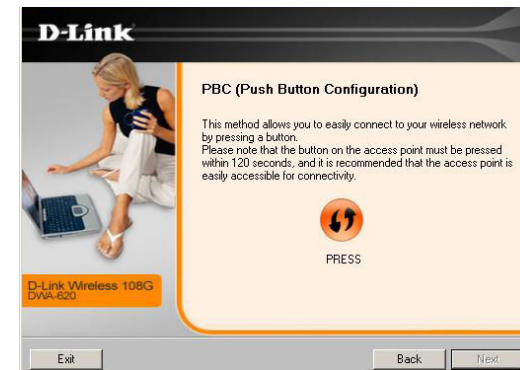 D-Link
PBC (Push Button Configuration)
This method allows you to easily connect to your wireless network
by pressing a button.
Please note that the button on the access point must be pressed
within 120 seconds, and it is recommended that the access point is
easily accessible for connectivity.
PRESS
D-Link Wireless 108G
DWA-620
Exit
Back
Next